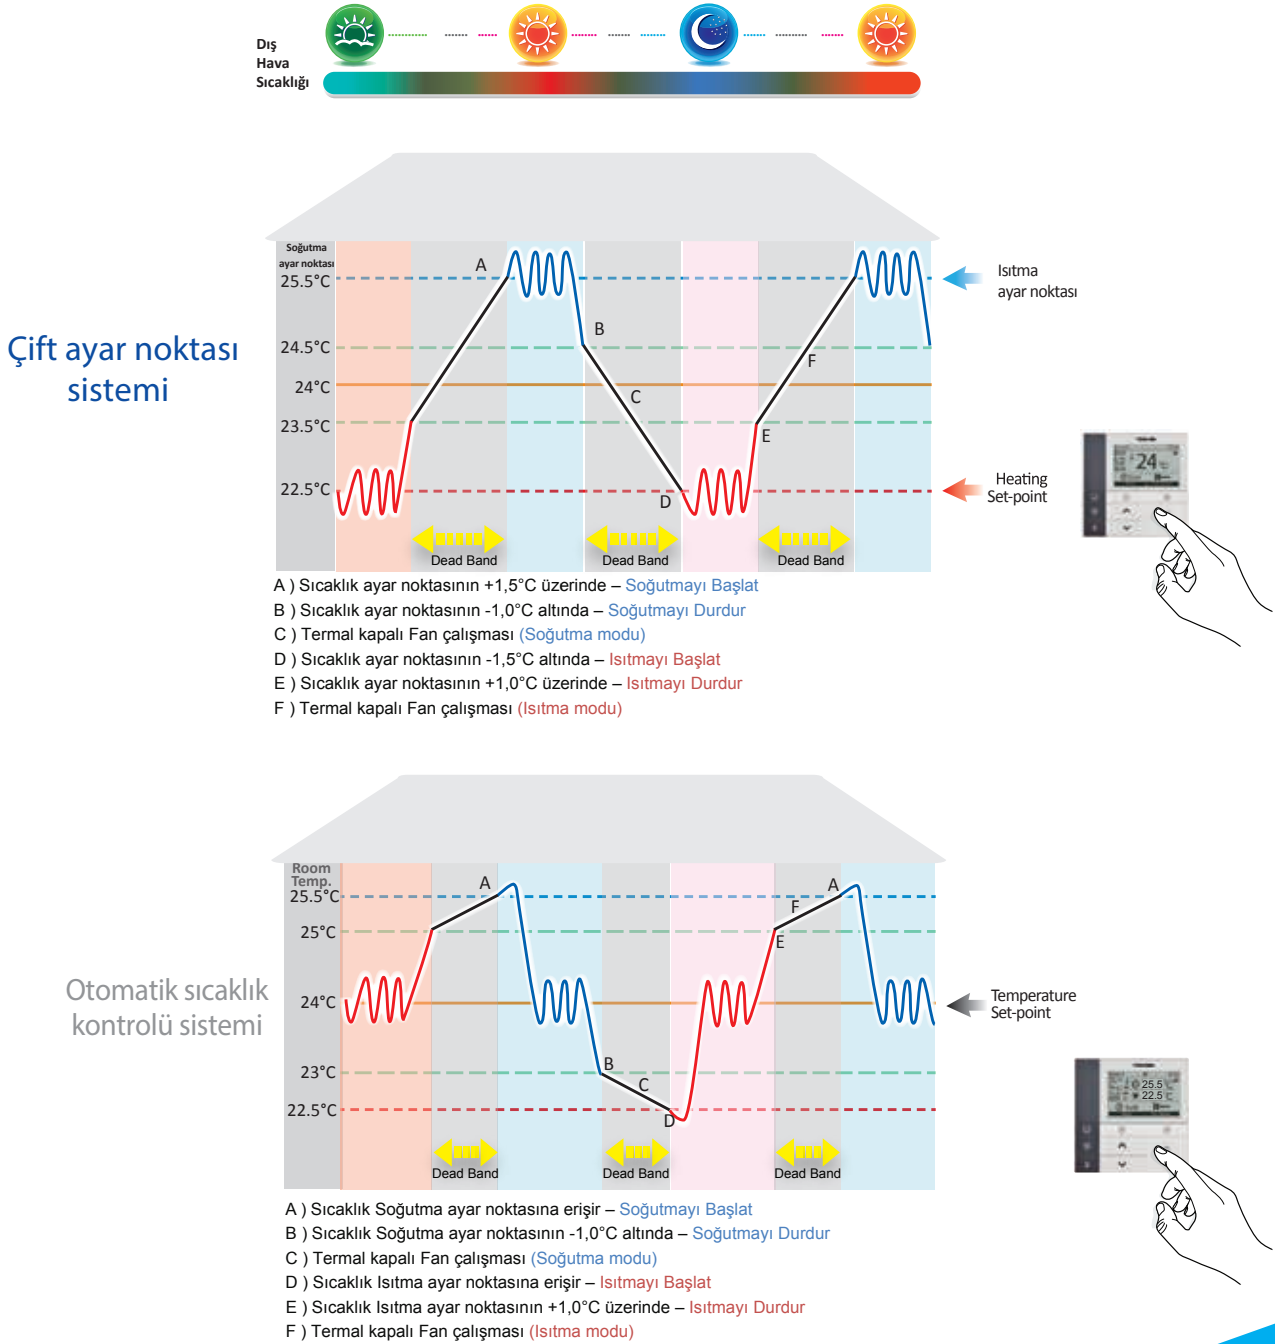 Dış
Hava
Sıcaklığı
Soğutma
ayar noktası
25.5°C
24.5°C
24°C
23.5°C
22.5°C
A
B
C
D
E
F
Isıtma
ayar noktası
Çift ayar noktası
sistemi
Heating
Set-point
24
Dead Band
Dead Band
Dead Band
A ) Sıcaklık ayar noktasının +1,5°C üzerinde – Soğutmayı Başlat
B ) Sıcaklık ayar noktasının -1,0°C altında – Soğutmayı Durdur
C ) Termal kapalı Fan çalışması (Soğutma modu)
D ) Sıcaklık ayar noktasının -1,5°C altında – Isıtmayı Başlat
E ) Sıcaklık ayar noktasının +1,0°C üzerinde – Isıtmayı Durdur
F ) Termal kapalı Fan çalışması (Isıtma modu)
Room
Temp.
25.5°C
25°C
24°C
23°C
22.5°C
A
B
C
D
E
F
A
Otomatik sıcaklık
kontrolü sistemi
Temperature
Set-point
25.5
22.5
Dead Band
Dead Band
Dead Band
A ) Sıcaklık Soğutma ayar noktasına erişir – Soğutmayı Başlat
B ) Sıcaklık Soğutma ayar noktasının -1,0°C altında – Soğutmayı Durdur
C ) Termal kapalı Fan çalışması (Soğutma modu)
D ) Sıcaklık Isıtma ayar noktasına erişir – Isıtmayı Başlat
E ) Sıcaklık Isıtma ayar noktasının +1,0°C üzerinde – Isıtmayı Durdur
F ) Termal kapalı Fan çalışması (Isıtma modu)